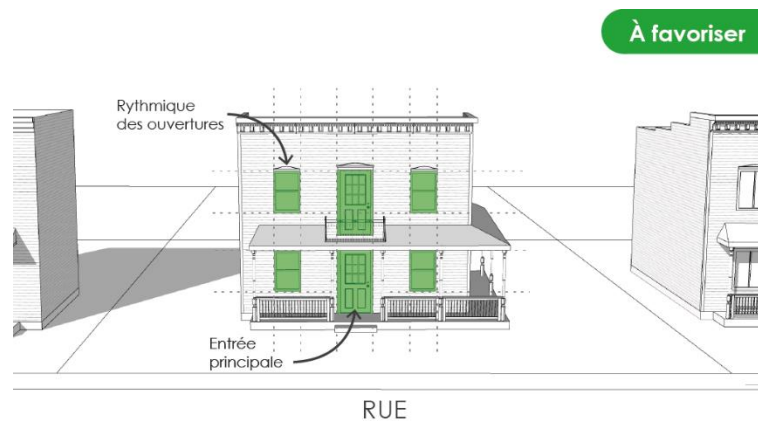 À favoriser
Rythmique
des ouvertures
Entrée
principale
RUE